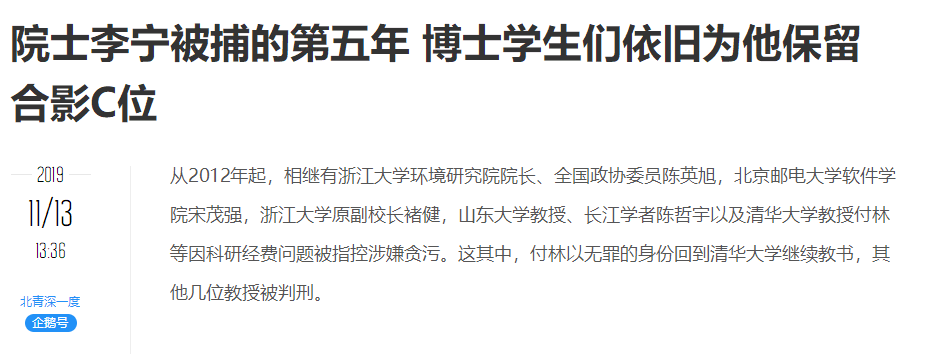 院士李宁被捕的第五年 博士学生们依旧为他保留
合影C位
2019
11/13
13:36
北青深一度
企鹅号
从2012年起，相继有浙江大学环境研究院院长、全国政协委员陈英旭，北京邮电大学软件学
院宋茂强，浙江大学原副校长褚健，山东大学教授、长江学者陈哲宇以及清华大学教授付林
等因科研经费问题被指控涉嫌贪污。这其中，付林以无罪的身份回到清华大学继续教书，其
他几位教授被判刑。